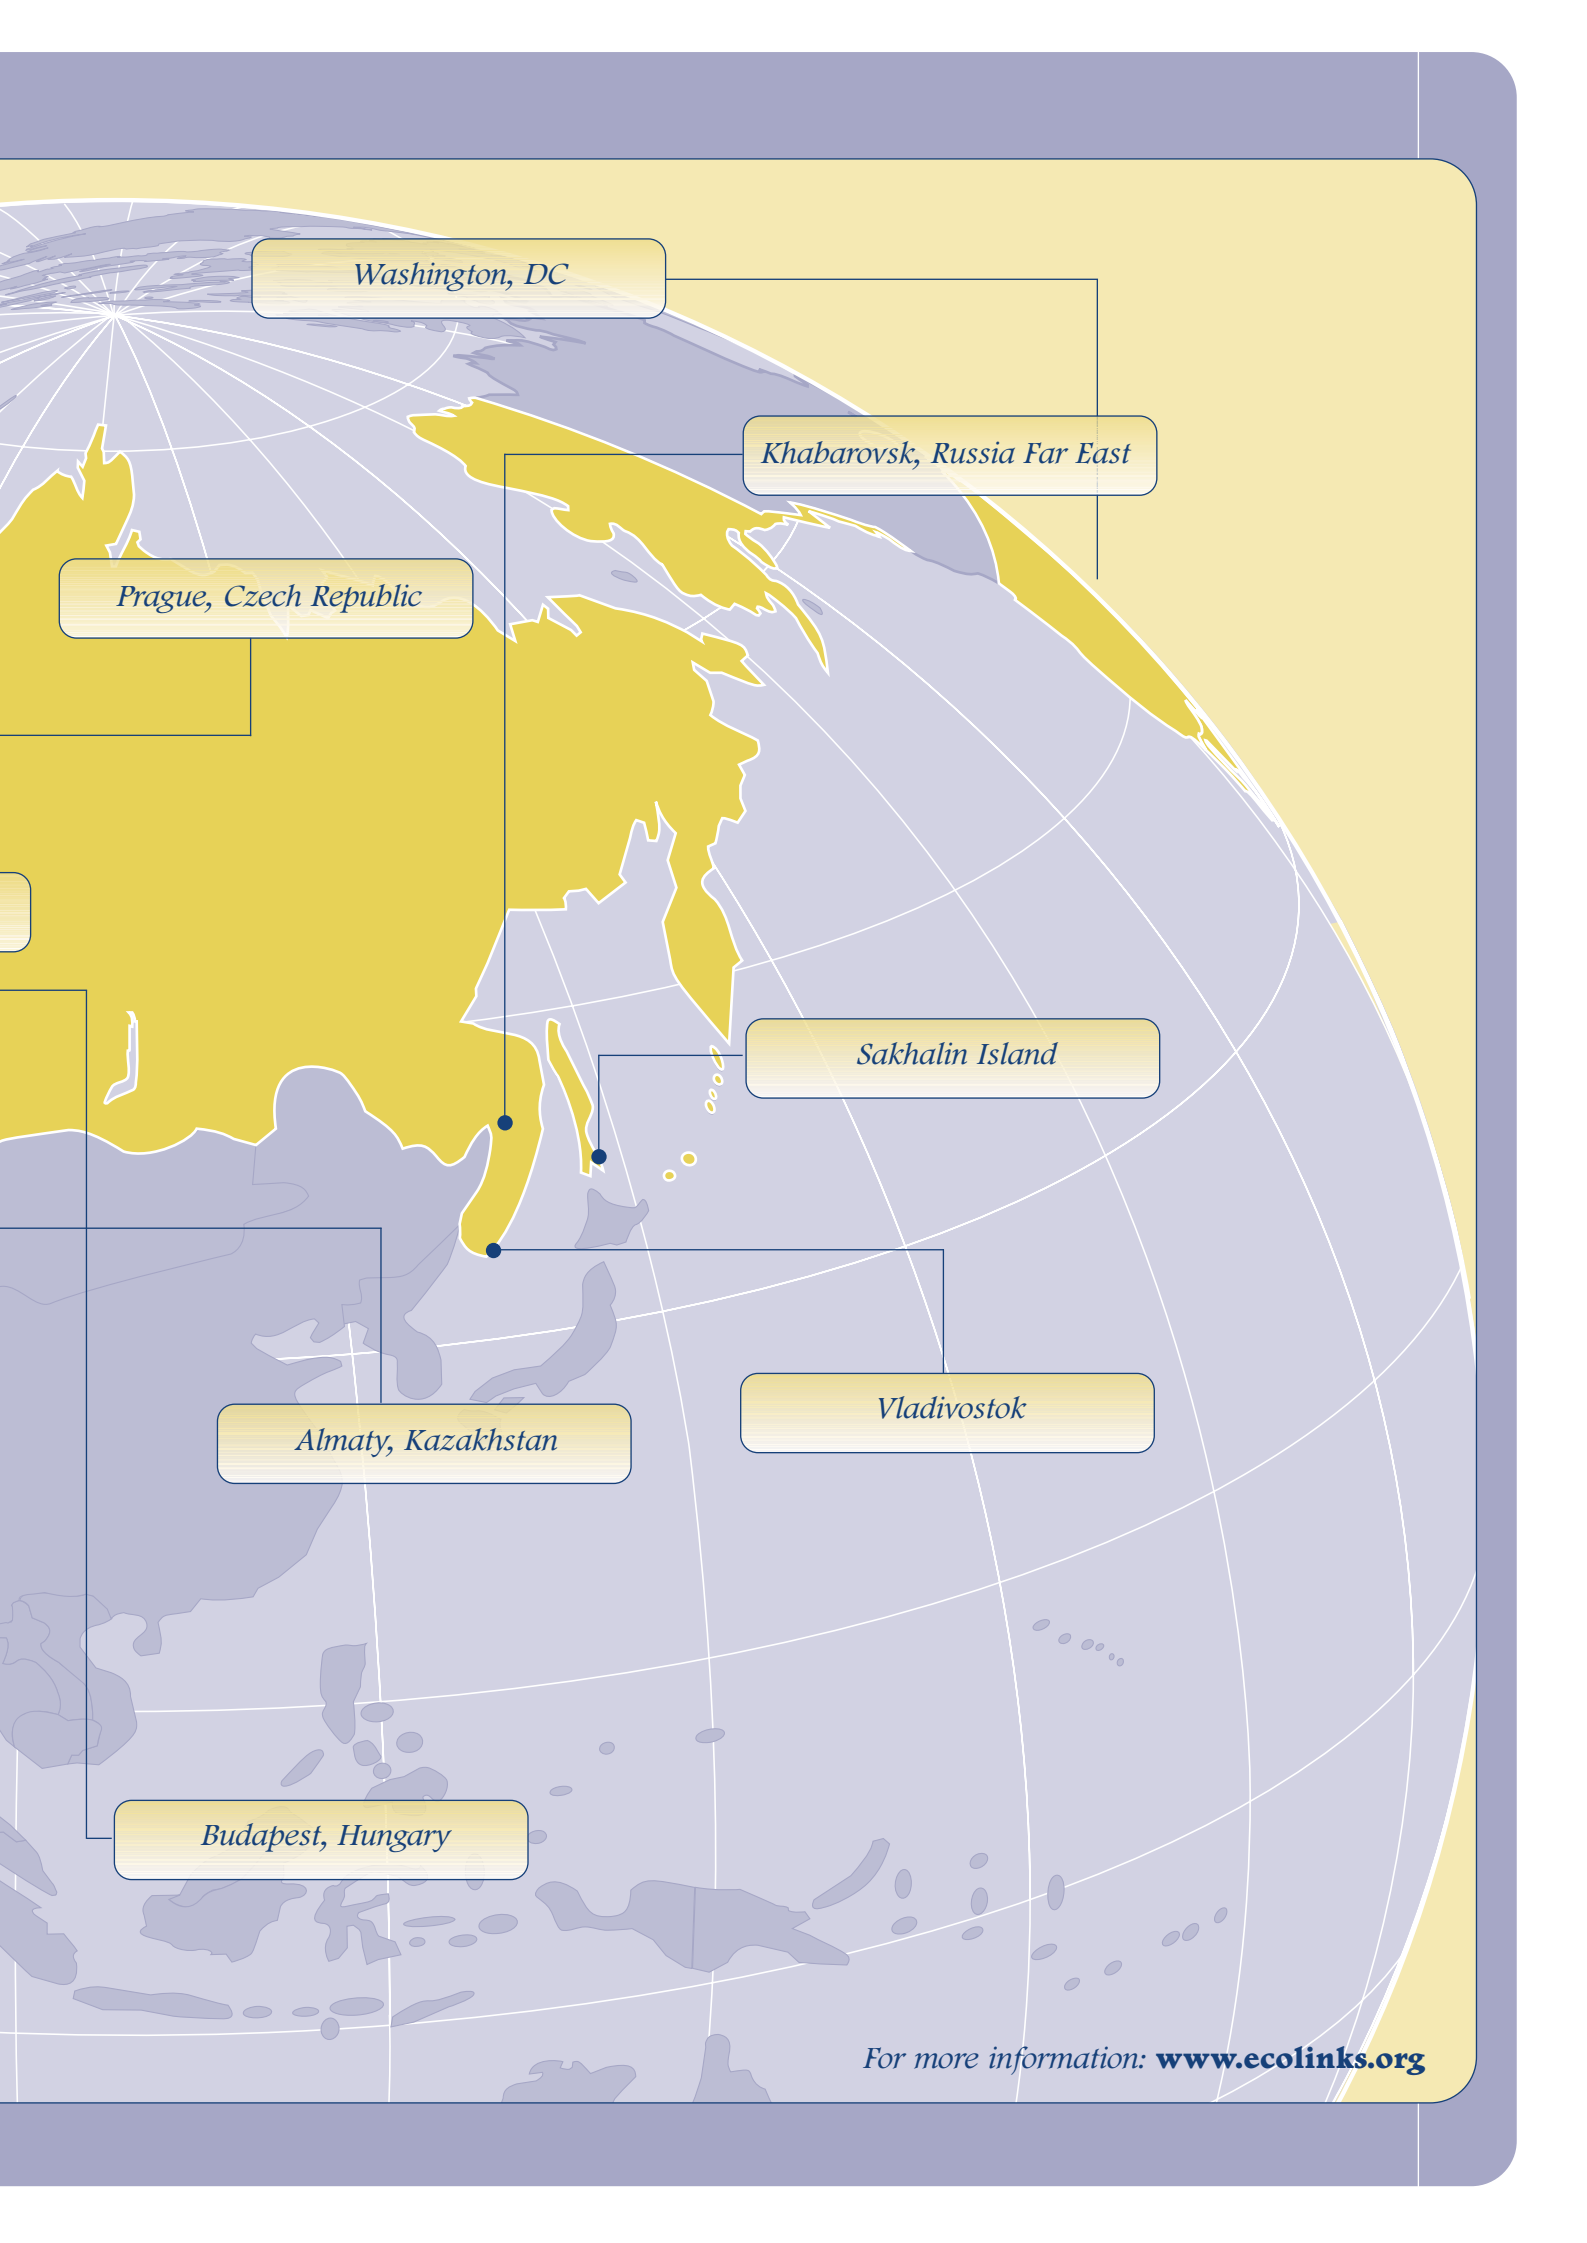 Washington, DC
Khabarovsk, Russia Far East
Prague, Czech Republic
Sakhalin Island
Vladivostok
Almaty, Kazakhstan
Budapest, Hungary
For more information: www.ecolinks.org